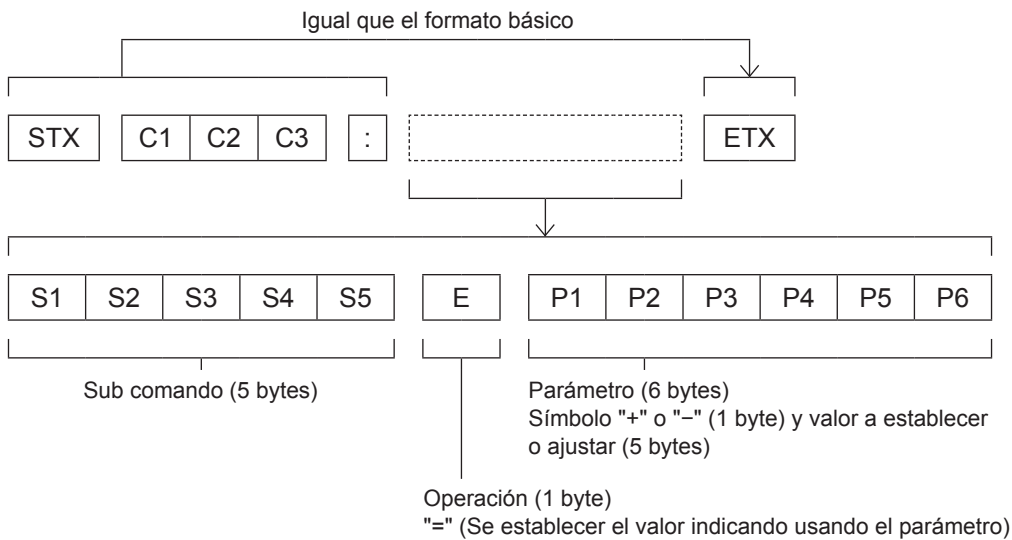 Igual que el formato básico
STX C1 C2 C3 : ETX
S1 S2 S3 S4 S5 E P1 P2 P3 P4 P5 P6
Sub comando (5 bytes)
Parámetro (6 bytes)
Símbolo "+" o "−" (1 byte) y valor a establecer
o ajustar (5 bytes)
Operación (1 byte)
"=" (Se establecer el valor indicando usando el parámetro)